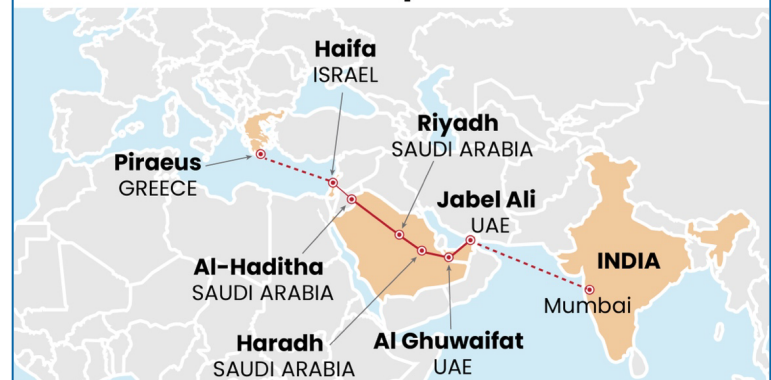 Haifa
ISRAEL
Riyadh
SAUDI ARABIA
Piraeus
GREECE
Jabel Ali
UAE
Al-Haditha
SAUDI ARABIA
INDIA
Mumbai
Haradh
SAUDI ARABIA
Al Ghuwaifat
UAE